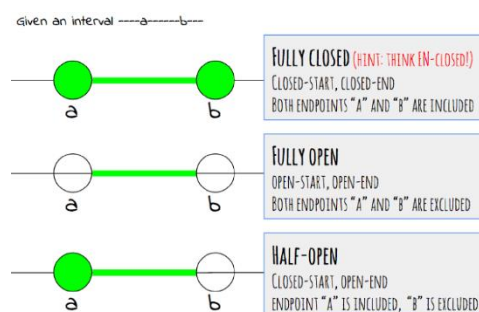 Given an interval ----a------b---
FULLY CLOSED (HINT: THINK EN-CLOSED!)
CLOSED-START, CLOSED-END
BOTH ENDPOINTS "A" AND "B" ARE INCLUDED
a b
FULLY OPEN
OPEN-START, OPEN-END
BOTH ENDPOINTS "A" AND "B" ARE EXCLUDED
a b
HALF-OPEN
CLOSED-START, OPEN-END
ENDPOINT "A" IS INCLUDED, "B" IS EXCLUDED
a b